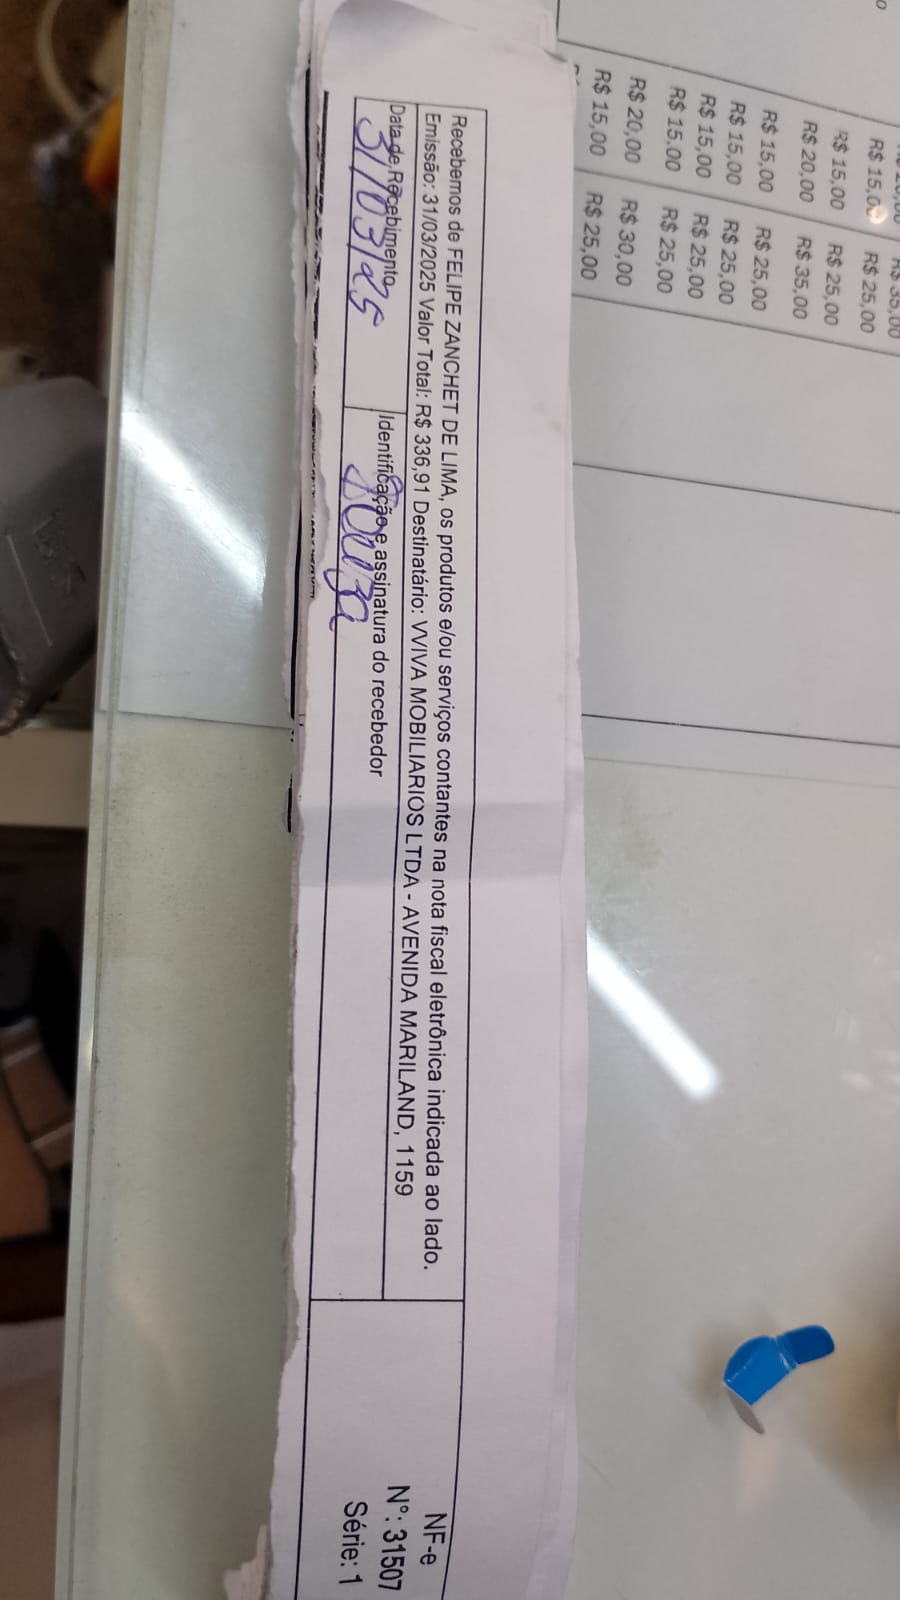 Recebemos de FELIPE ZANCHET DE LIMA, os produtos e/ou serviços contantes na nota fiscal eletrônica indicada ao lado.
Emissão: 31/03/2025 Valor Total: R$ 336,91 Destinatário: VVIVA MOBILIARIOS LTDA - AVENIDA MARILAND, 1159
Data de Recebimento
31/03/25
Identificação e assinatura do recebedor
Souza
NF-e
Nº: 31507
Série: 1
R$ 15,00 R$ 25,00
R$ 15,00 R$ 25,00
R$ 20,00 R$ 35,00
R$ 15,00 R$ 25,00
R$ 15,00 R$ 25,00
R$ 15,00 R$ 25,00
R$ 15.00 R$ 25,00
R$ 20,00 R$ 30,00
R$ 15,00 R$ 25,00